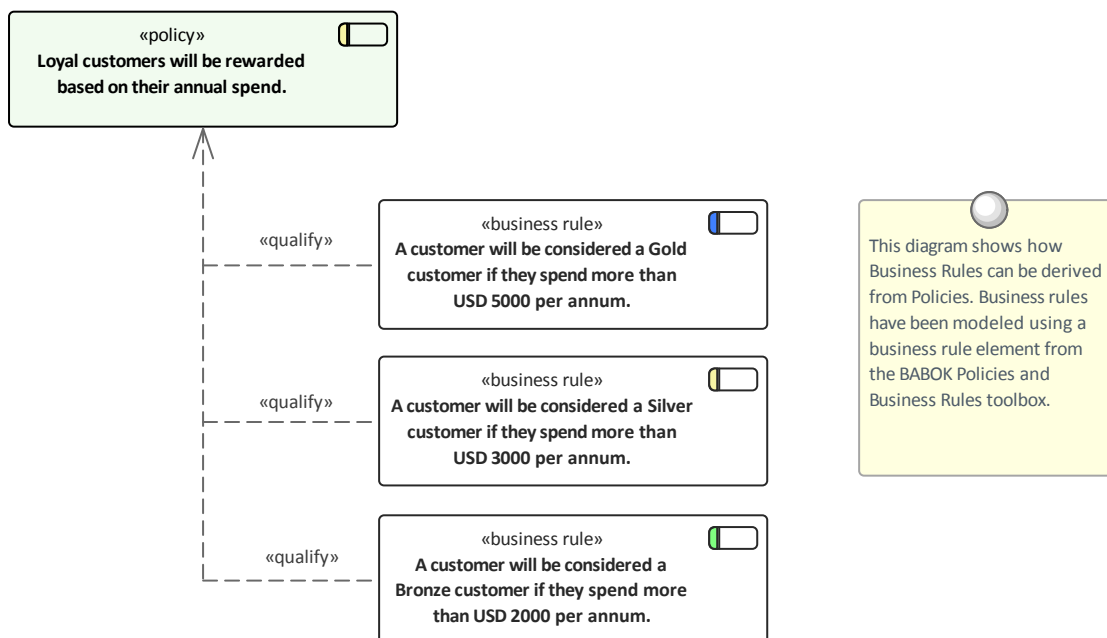 «policy»
Loyal customers will be rewarded
based on their annual spend.
«qualify»
«business rule»
A customer will be considered a Gold
customer if they spend more than
USD 5000 per annum.
«qualify»
«business rule»
A customer will be considered a Silver
customer if they spend more than
USD 3000 per annum.
«qualify»
«business rule»
A customer will be considered a
Bronze customer if they spend more
than USD 2000 per annum.
This diagram shows how
Business Rules can be derived
from Policies. Business rules
have been modeled using a
business rule element from
the BABOK Policies and
Business Rules toolbox.